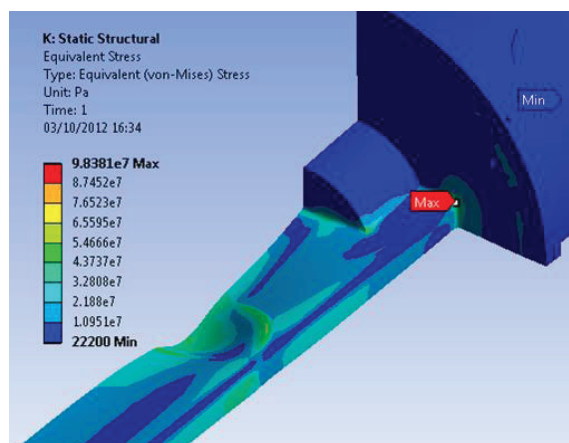 K: Static Structural
Equivalent Stress
Type: Equivalent (von-Mises) Stress
Unit: Pa
Time: 1
03/10/2012 16:34
9.8381e7 Max
8.7452e7
7.6523e7
6.5595e7
5.4666e7
4.3737e7
3.2808e7
2.188e7
1.0951e7
22200 Min
Min
Max